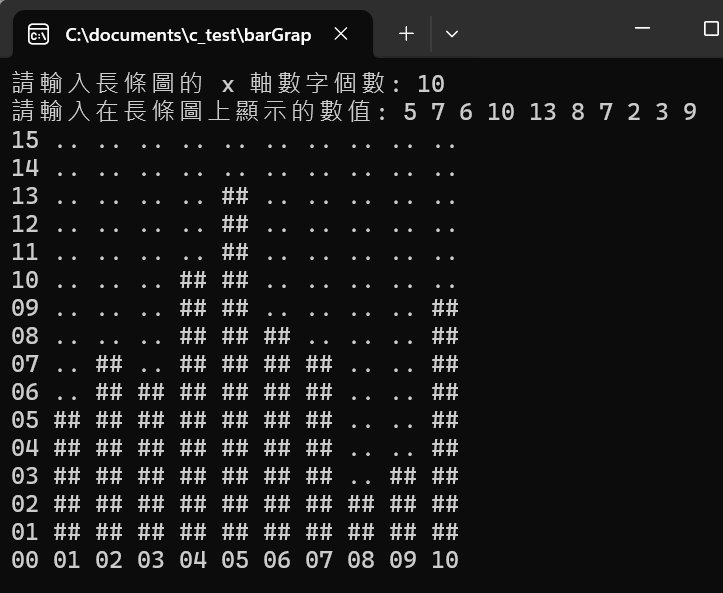 C:\documents\c_test\barGrap
請輸入長條圖的 x 軸數字個數: 10
請輸入在長條圖上顯示的數值: 5 7 6 10 13 8 7 2 3 9
15 .. .. .. .. .. .. .. .. .. ..
14 .. .. .. .. .. .. .. .. .. ..
13 .. .. .. .. ## .. .. .. .. ..
12 .. .. .. .. ## .. .. .. .. ..
11 .. .. .. .. ## .. .. .. .. ..
10 .. .. .. ## ## .. .. .. .. ..
09 .. .. .. ## ## .. .. .. .. ##
08 .. .. .. ## ## ## .. .. .. ##
07 .. ## .. ## ## ## ## .. .. ##
06 .. ## ## ## ## ## ## .. .. ##
05 ## ## ## ## ## ## ## .. .. ##
04 ## ## ## ## ## ## ## .. .. ##
03 ## ## ## ## ## ## ## .. ## ##
02 ## ## ## ## ## ## ## ## ## ##
01 ## ## ## ## ## ## ## ## ## ##
00 01 02 03 04 05 06 07 08 09 10